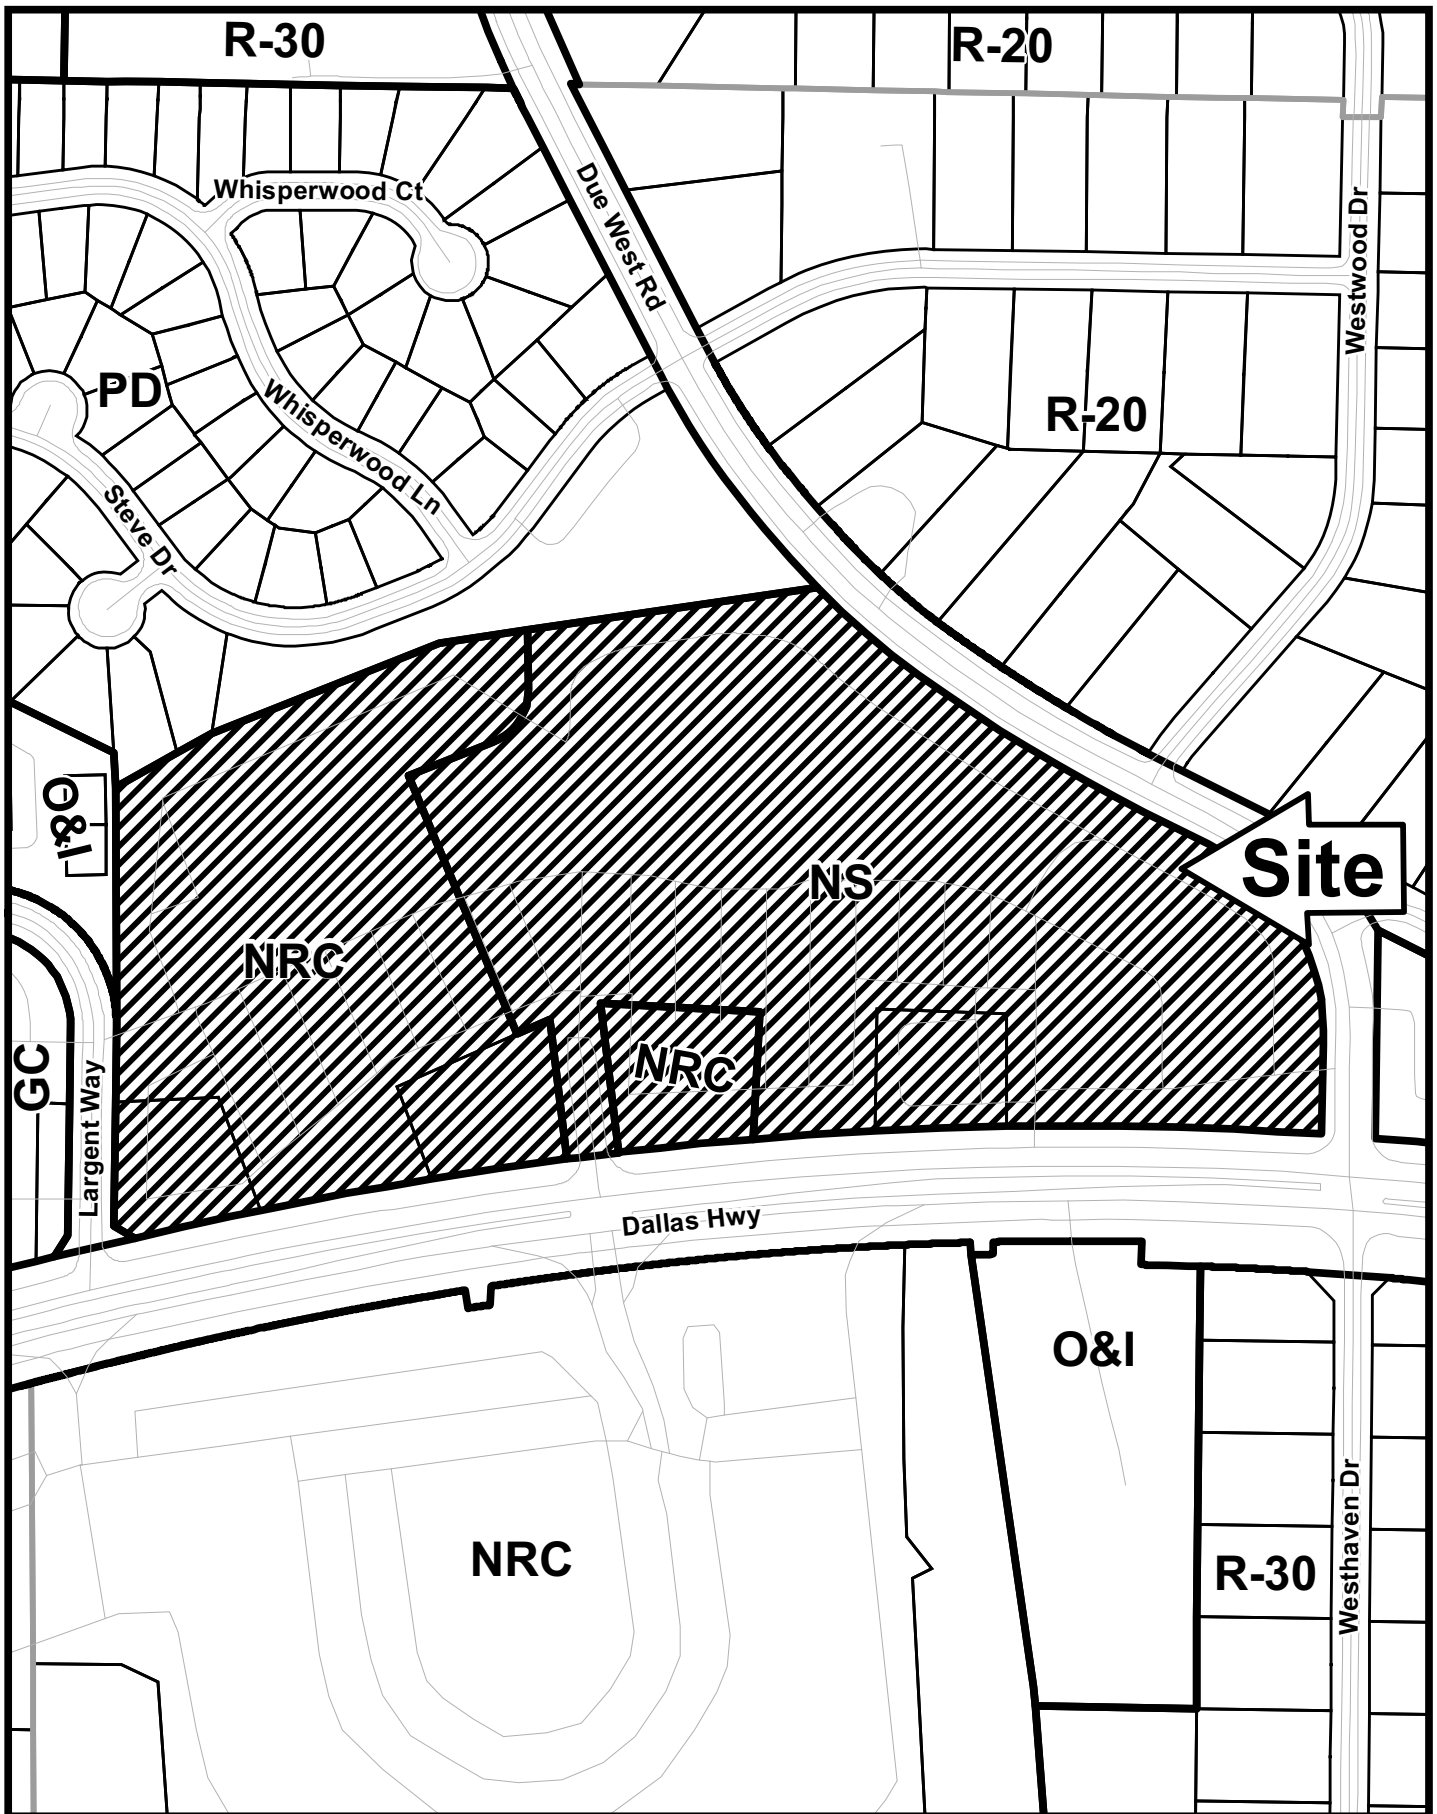 R-30
R-20
Whisperwood Ct
Due West Rd
Westwood Dr
PD
Whisperwood Ln
R-20
Steve Dr
O&I
NS
Site
NRC
GC
Largent Way
NRC
Dallas Hwy
O&I
NRC
R-30
Westhaven Dr